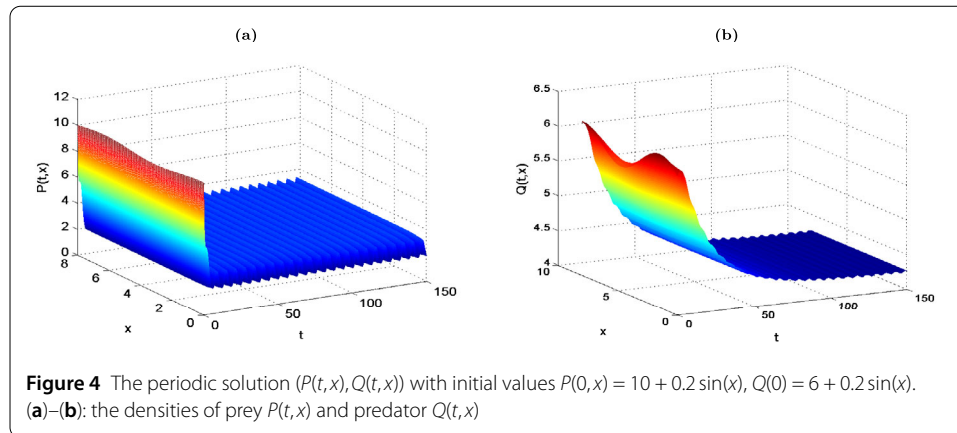 (a)
12
10
8
6
4
2
0
P(t,x)
8
6
4
2
0
x
0
50
100
150
t
(b)
6.5
6
5.5
5
4.5
4
Q(t,x)
10
5
0
x
0
50
100
150
t
Figure 4 The periodic solution (P(t, x), Q(t, x)) with initial values P(0, x) = 10 + 0.2 sin(x), Q(0) = 6 + 0.2 sin(x).
(a)–(b): the densities of prey P(t, x) and predator Q(t, x)